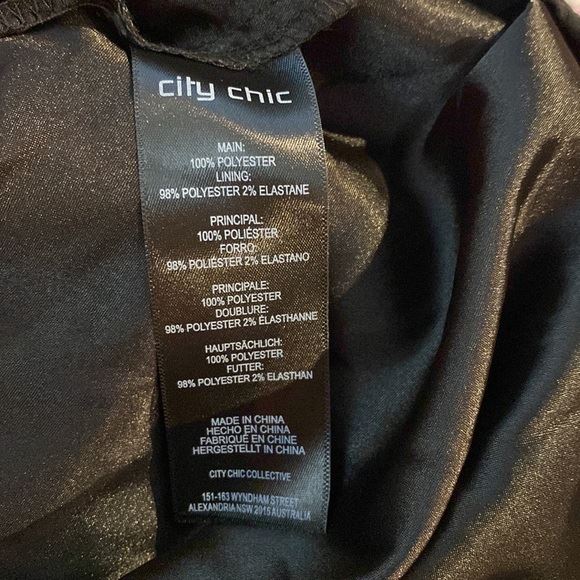 city chic
MAIN:
100% POLYESTER
LINING:
98% POLYESTER 2% ELASTANE
PRINCIPAL:
100% POLIÉSTER
FORRO:
98% POLIÉSTER 2% ELASTANO
PRINCIPALE:
100% POLYESTER
DOUBLURE:
98% POLYESTER 2% ÉLASTHANNE
HAUPTSÄCHLICH:
100% POLYESTER
FUTTER:
98% POLYESTER 2% ELASTHAN
MADE IN CHINA
HECHO EN CHINA
FABRIQUÉ EN CHINE
HERGESTELLT IN CHINA
CITY CHIC COLLECTIVE
151-163 WYNDHAM STREET
ALEXANDRIA NSW 2015 AUSTRALIA